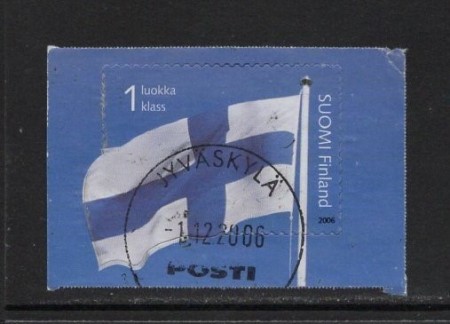 1 luokka
klass
SUOMI Finland
2006
JYVÄSKYLÄ
-1.12.2006
POSTI